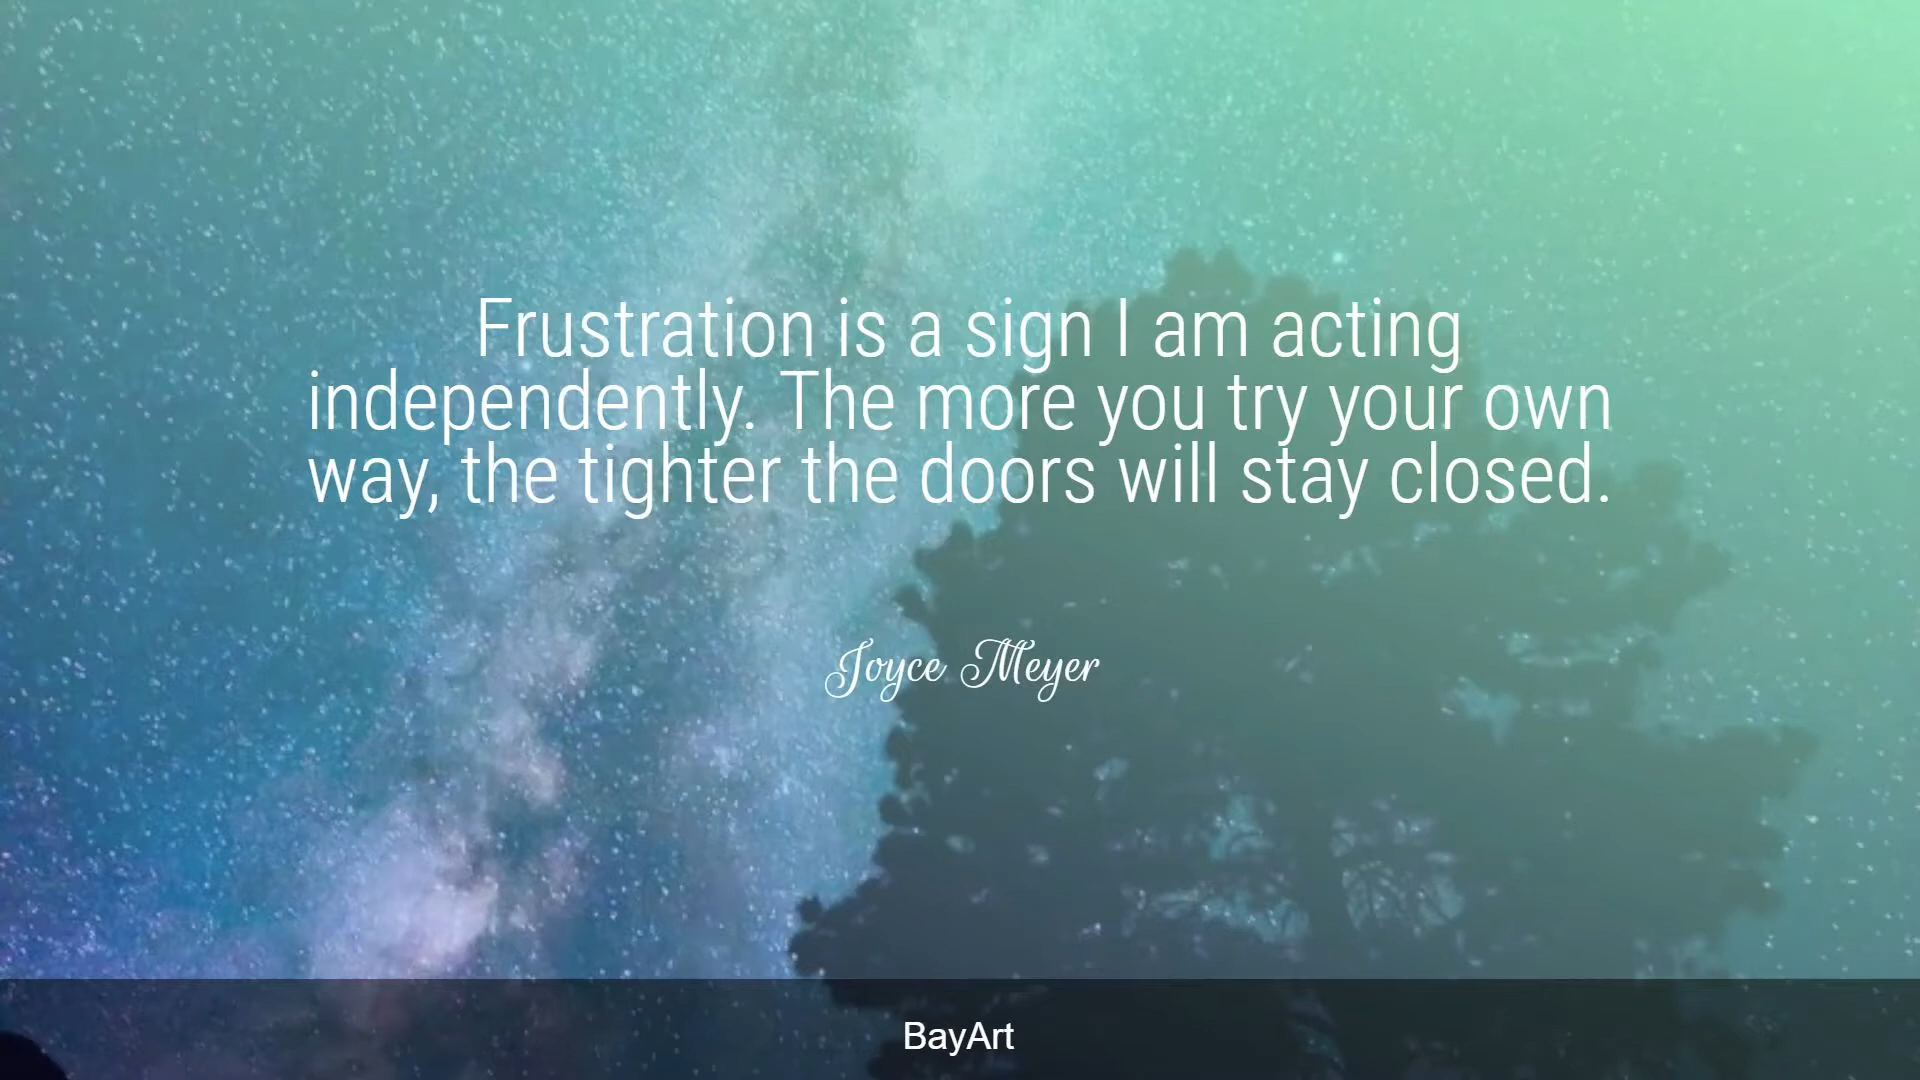 Frustration is a sign I am acting
independently. The more you try your own
way, the tighter the doors will stay closed.
Joyce Meyer
BayArt